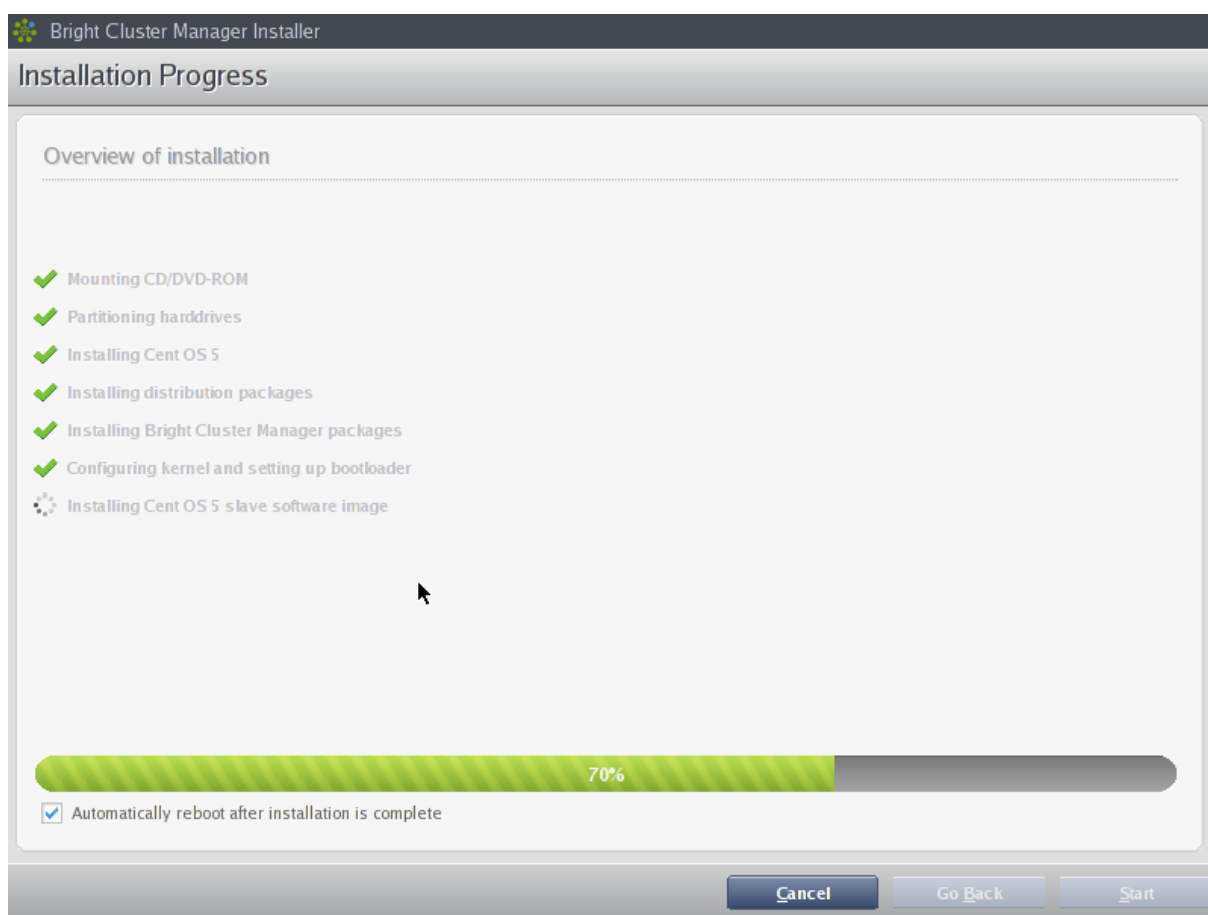 Bright Cluster Manager Installer
Installation Progress
Overview of installation
Mounting CD/DVD-ROM
Partitioning harddrives
Installing Cent OS 5
Installing distribution packages
Installing Bright Cluster Manager packages
Configuring kernel and setting up bootloader
Installing Cent OS 5 slave software image
70%
Automatically reboot after installation is complete
Cancel Go Back Start